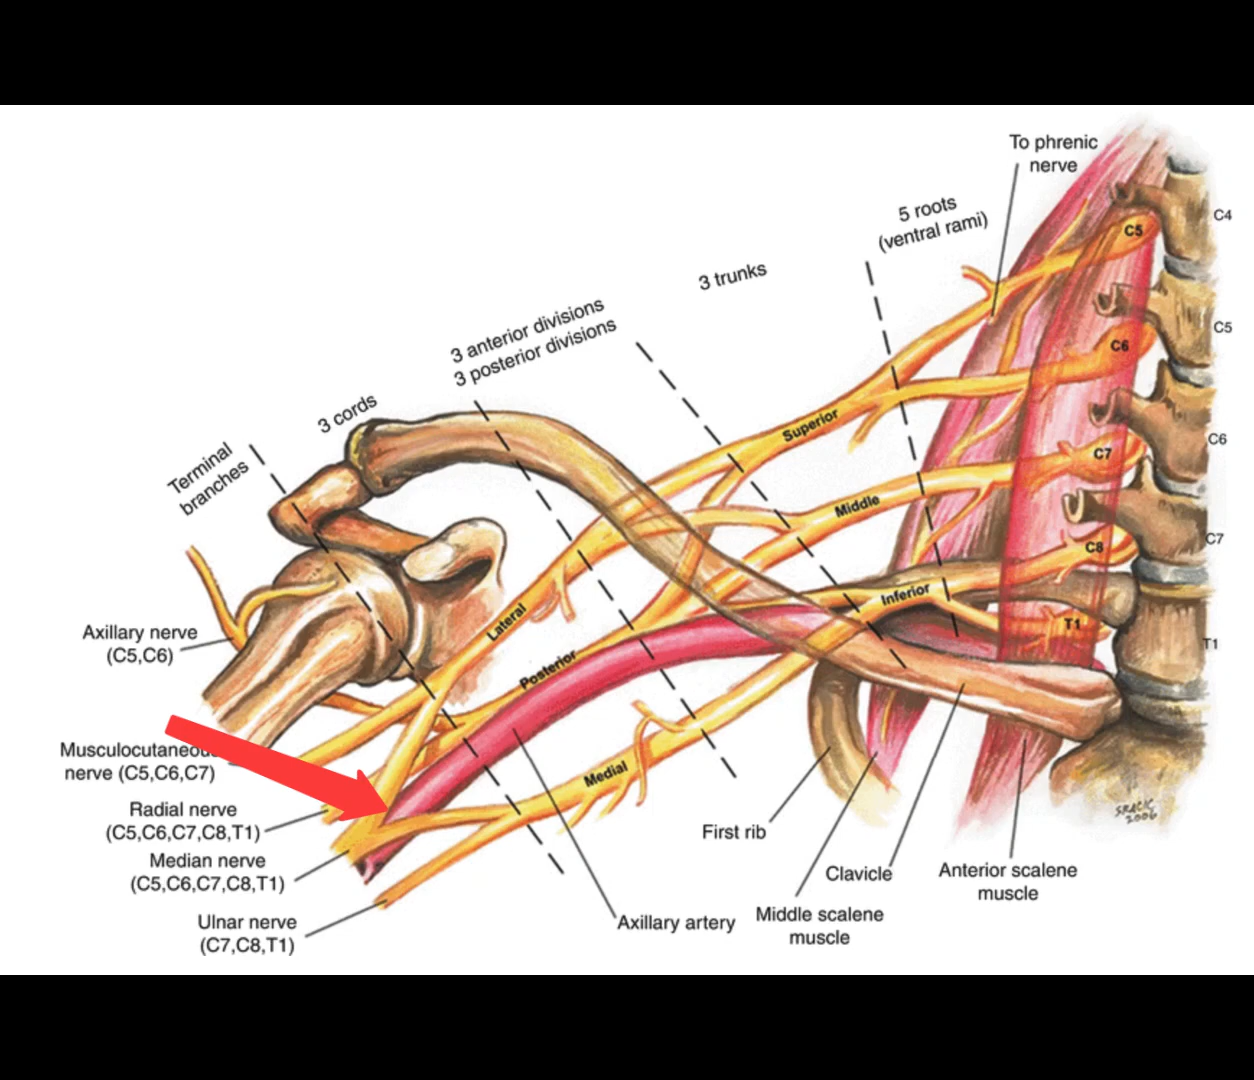 To phrenic
nerve
5 roots
(ventral rami)
3 trunks
3 anterior divisions
3 posterior divisions
3 cords
Terminal
branches
C4
C5
C6
C7
T1
C5
C6
C7
C8
T1
Superior
Middle
Inferior
Lateral
Posterior
Medial
Axillary nerve
(C5,C6)
Musculocutaneou
nerve (C5,C6,C7)
Radial nerve
(C5,C6,C7,C8,T1)
Median nerve
(C5,C6,C7,C8,T1)
Ulnar nerve
(C7,C8,T1)
Axillary artery
First rib
Middle scalene
muscle
Clavicle
Anterior scalene
muscle
SRACIC
2006